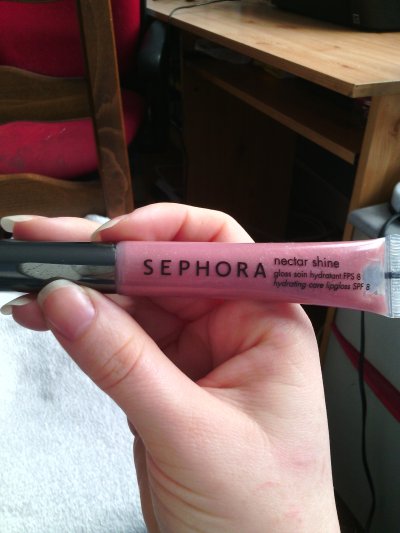 SEPHORA
nectar shine
gloss soin hydratant FPS 8
hydrating care lipgloss SPF 8